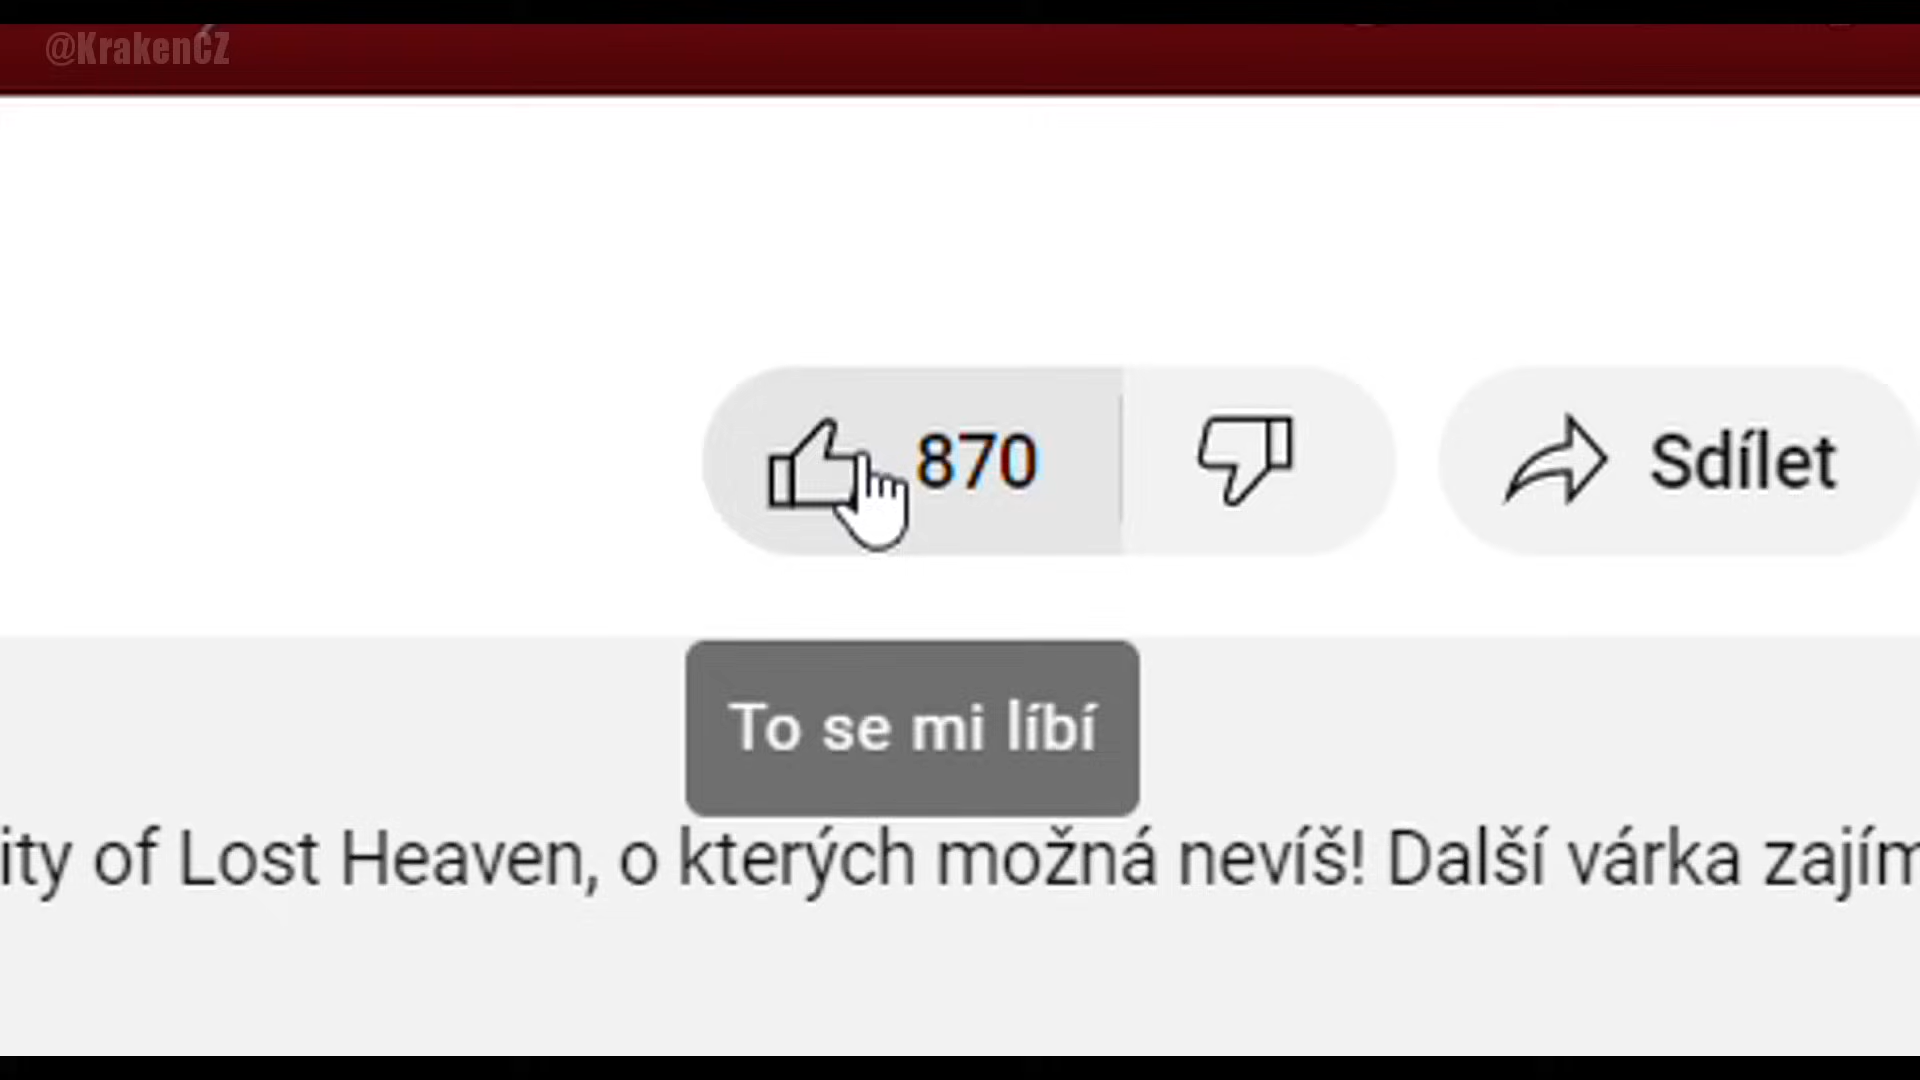 @KrakenCZ
870
Sdílet
To se mi líbí
ity of Lost Heaven, o kterých možná nevíš! Další várka zajím